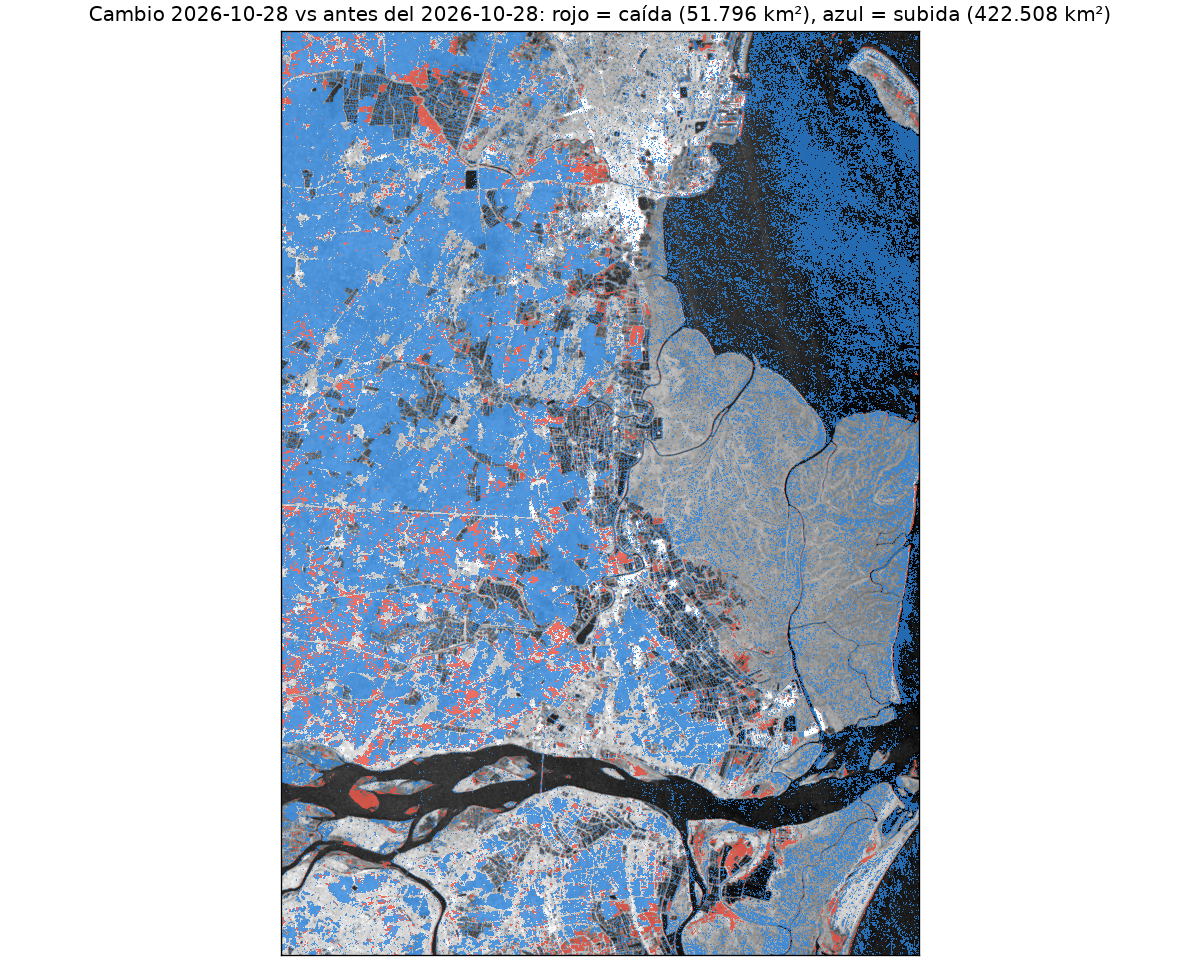 Cambio 2026-10-28 vs antes del 2026-10-28: rojo = caída (51.796 km²), azul = subida (422.508 km²)